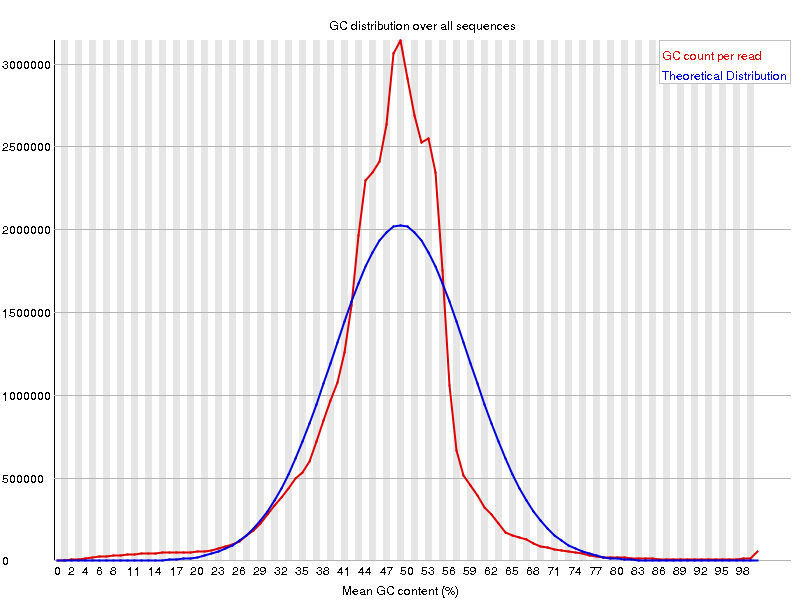 GC distribution over all sequences
GC count per read
Theoretical Distribution
3000000
2500000
2000000
1500000
1000000
500000
0
0 2 4 6 8 11 14 17 20 23 26 29 32 35 38 41 44 47 50 53 56 59 62 65 68 71 74 77 80 83 86 89 92 95 98
Mean GC content (%)